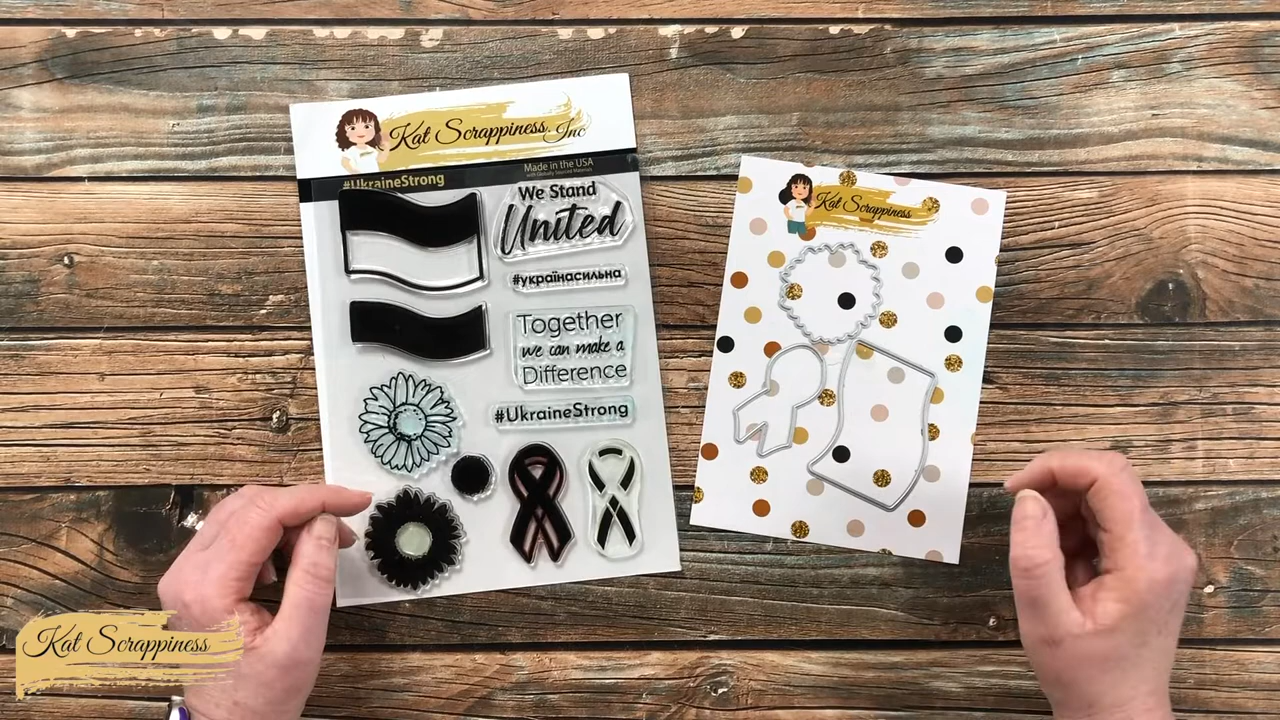 Kat Scrappiness, Inc
Made in the USA
with Globally Sourced Materials
#UkraineStrong
We Stand
United
#українасильна
Together
we can make a
Difference
#UkraineStrong
Kat Scrappiness
Kat Scrappiness